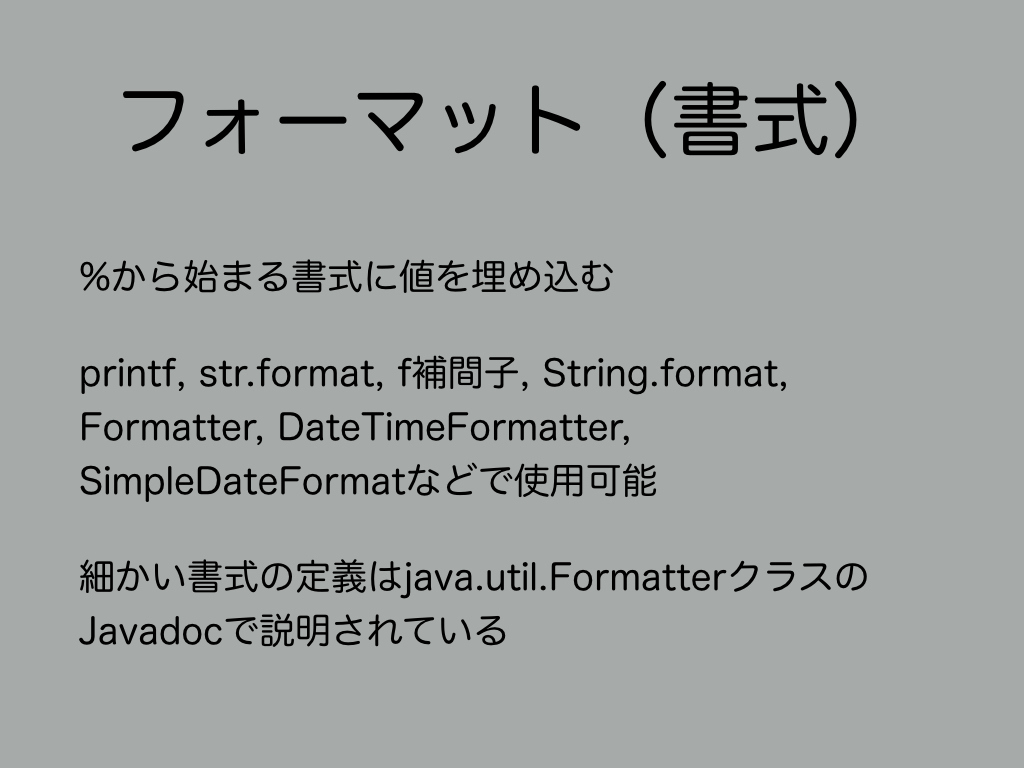 フォーマット（書式）
%から始まる書式に値を埋め込む
printf, str.format, f補間子, String.format,
Formatter, DateTimeFormatter,
SimpleDateFormatなどで使用可能
細かい書式の定義はjava.util.Formatterクラスの
Javadocで説明されている